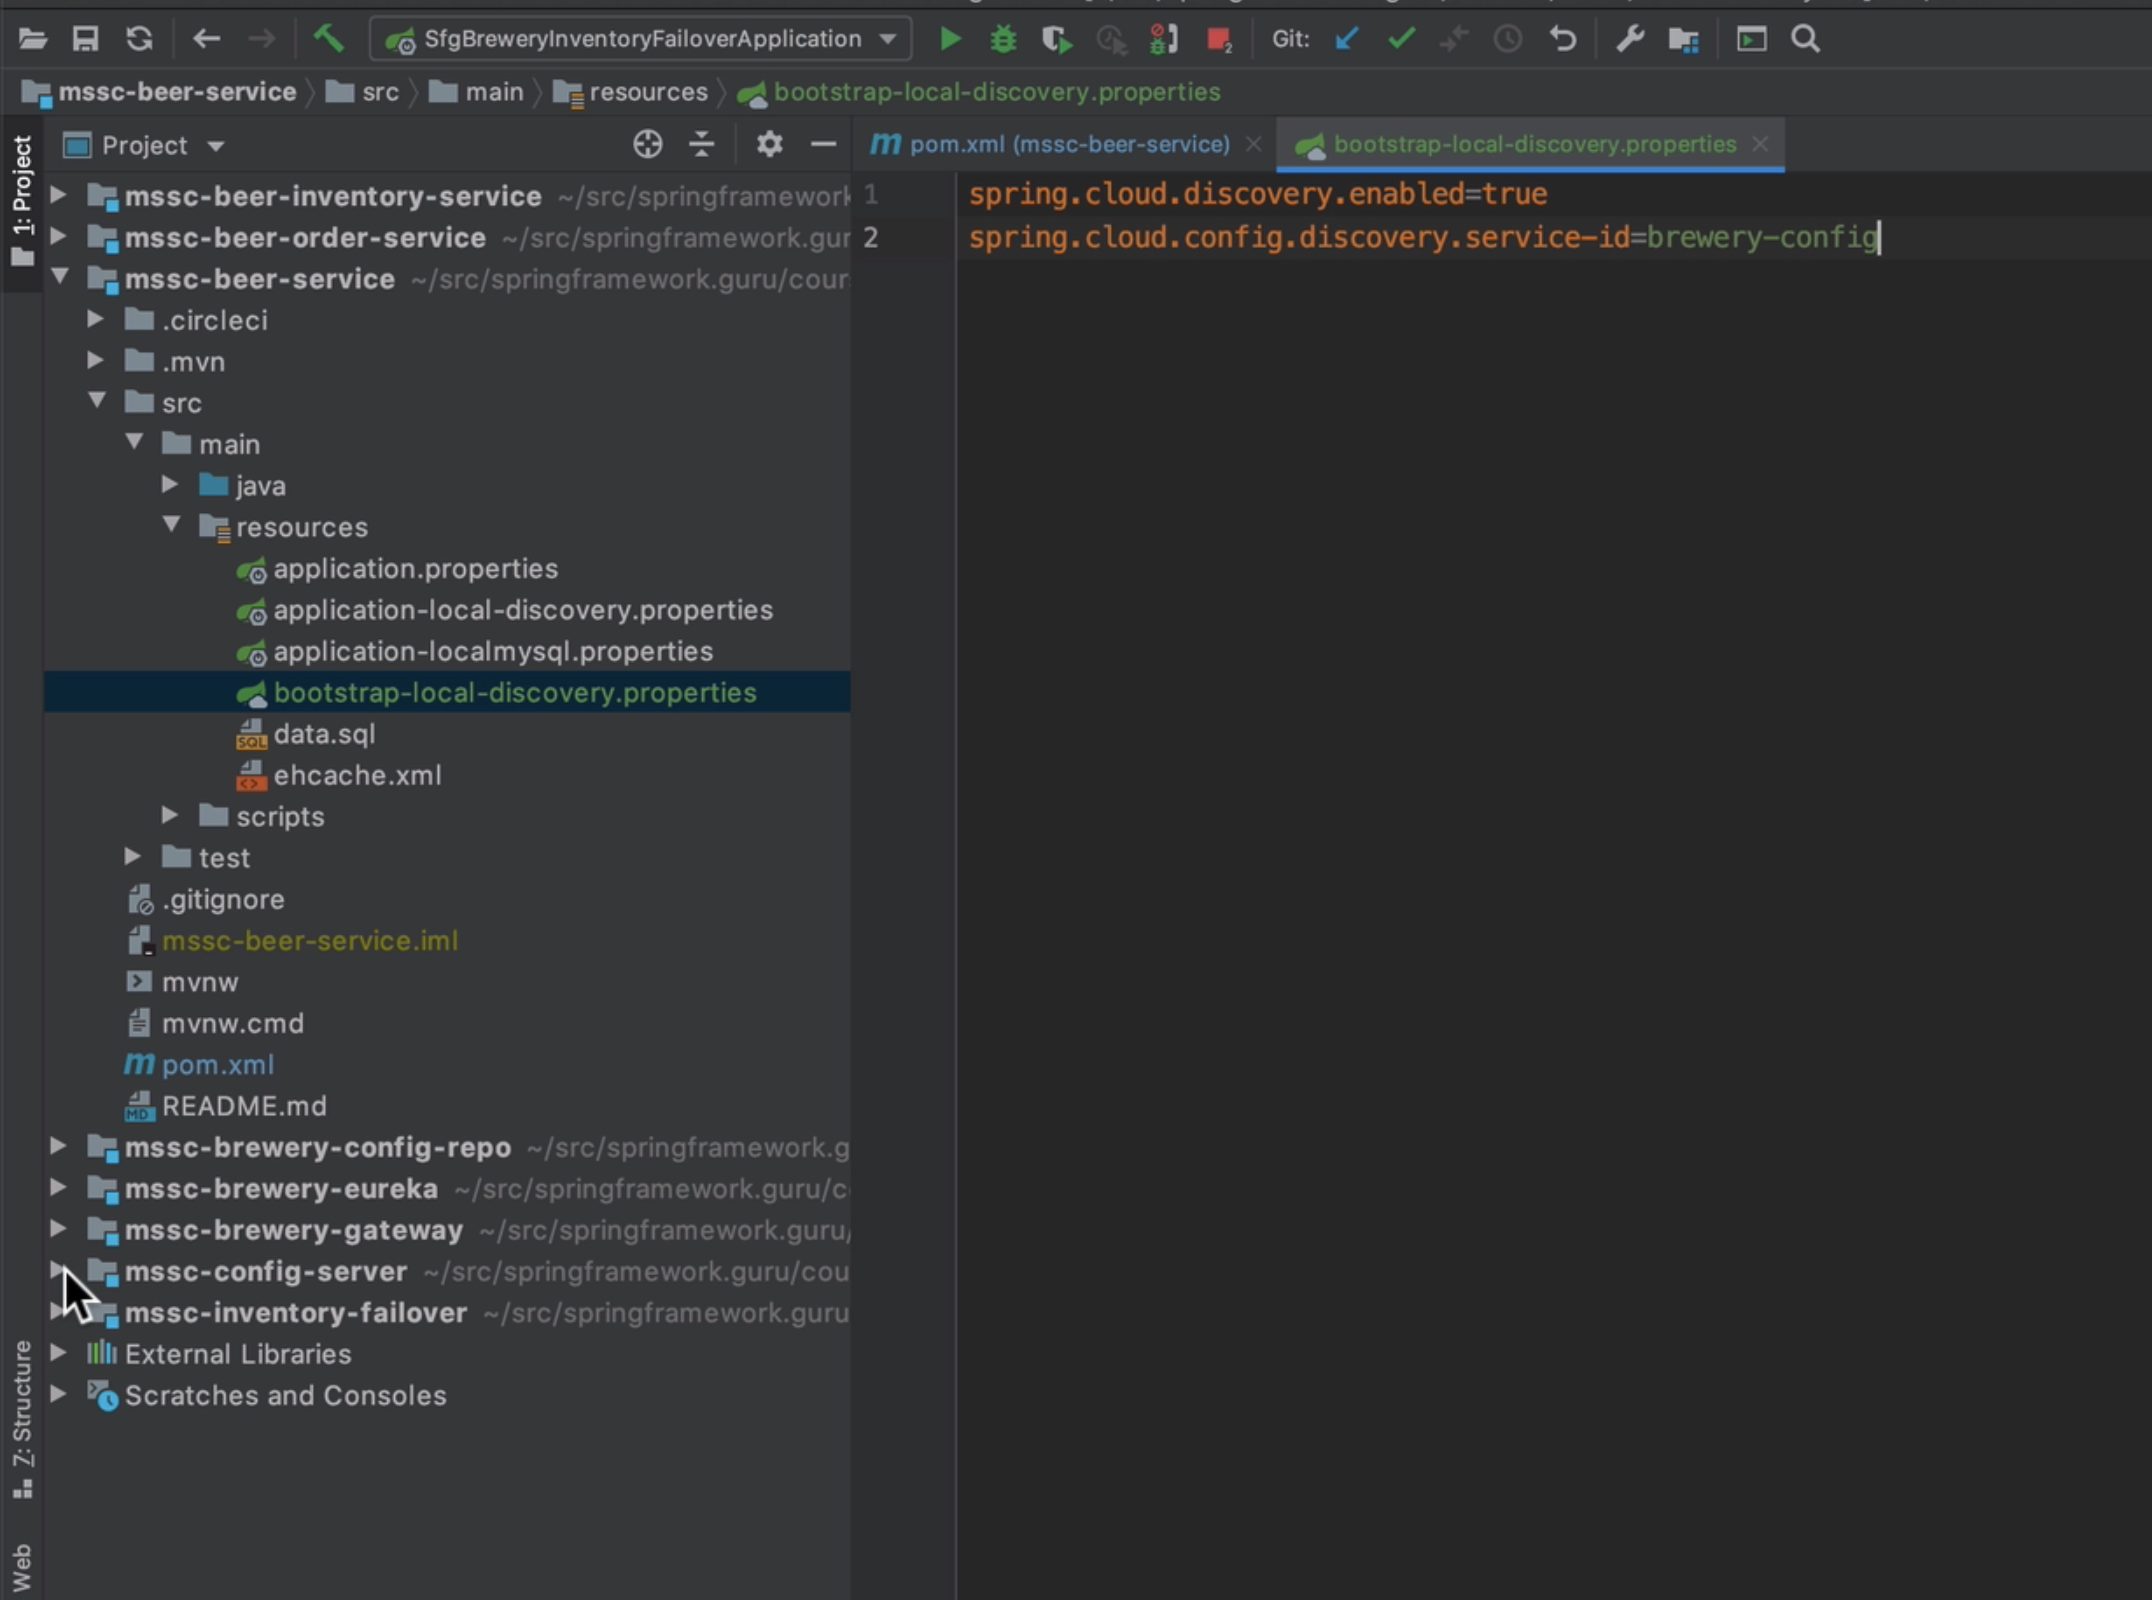 SfgBreweryInventoryFailoverApplication
2
Git:
mssc-beer-service
src
main
resources
bootstrap-local-discovery.properties
1: Project
Project
pom.xml (mssc-beer-service)
bootstrap-local-discovery.properties
mssc-beer-inventory-service ~/src/springframework
mssc-beer-order-service ~/src/springframework.gur
mssc-beer-service ~/src/springframework.guru/cour
.circleci
.mvn
src
main
java
resources
application.properties
application-local-discovery.properties
application-localmysql.properties
bootstrap-local-discovery.properties
SQL data.sql
<> ehcache.xml
scripts
test
.gitignore
mssc-beer-service.iml
mvnw
mvnw.cmd
m pom.xml
MD README.md
mssc-brewery-config-repo ~/src/springframework.g
mssc-brewery-eureka ~/src/springframework.guru/c
mssc-brewery-gateway ~/src/springframework.guru/
mssc-config-server ~/src/springframework.guru/cou
mssc-inventory-failover ~/src/springframework.guru
External Libraries
Scratches and Consoles
1 spring.cloud.discovery.enabled=true
2 spring.cloud.config.discovery.service-id=brewery-config
Z: Structure
Web